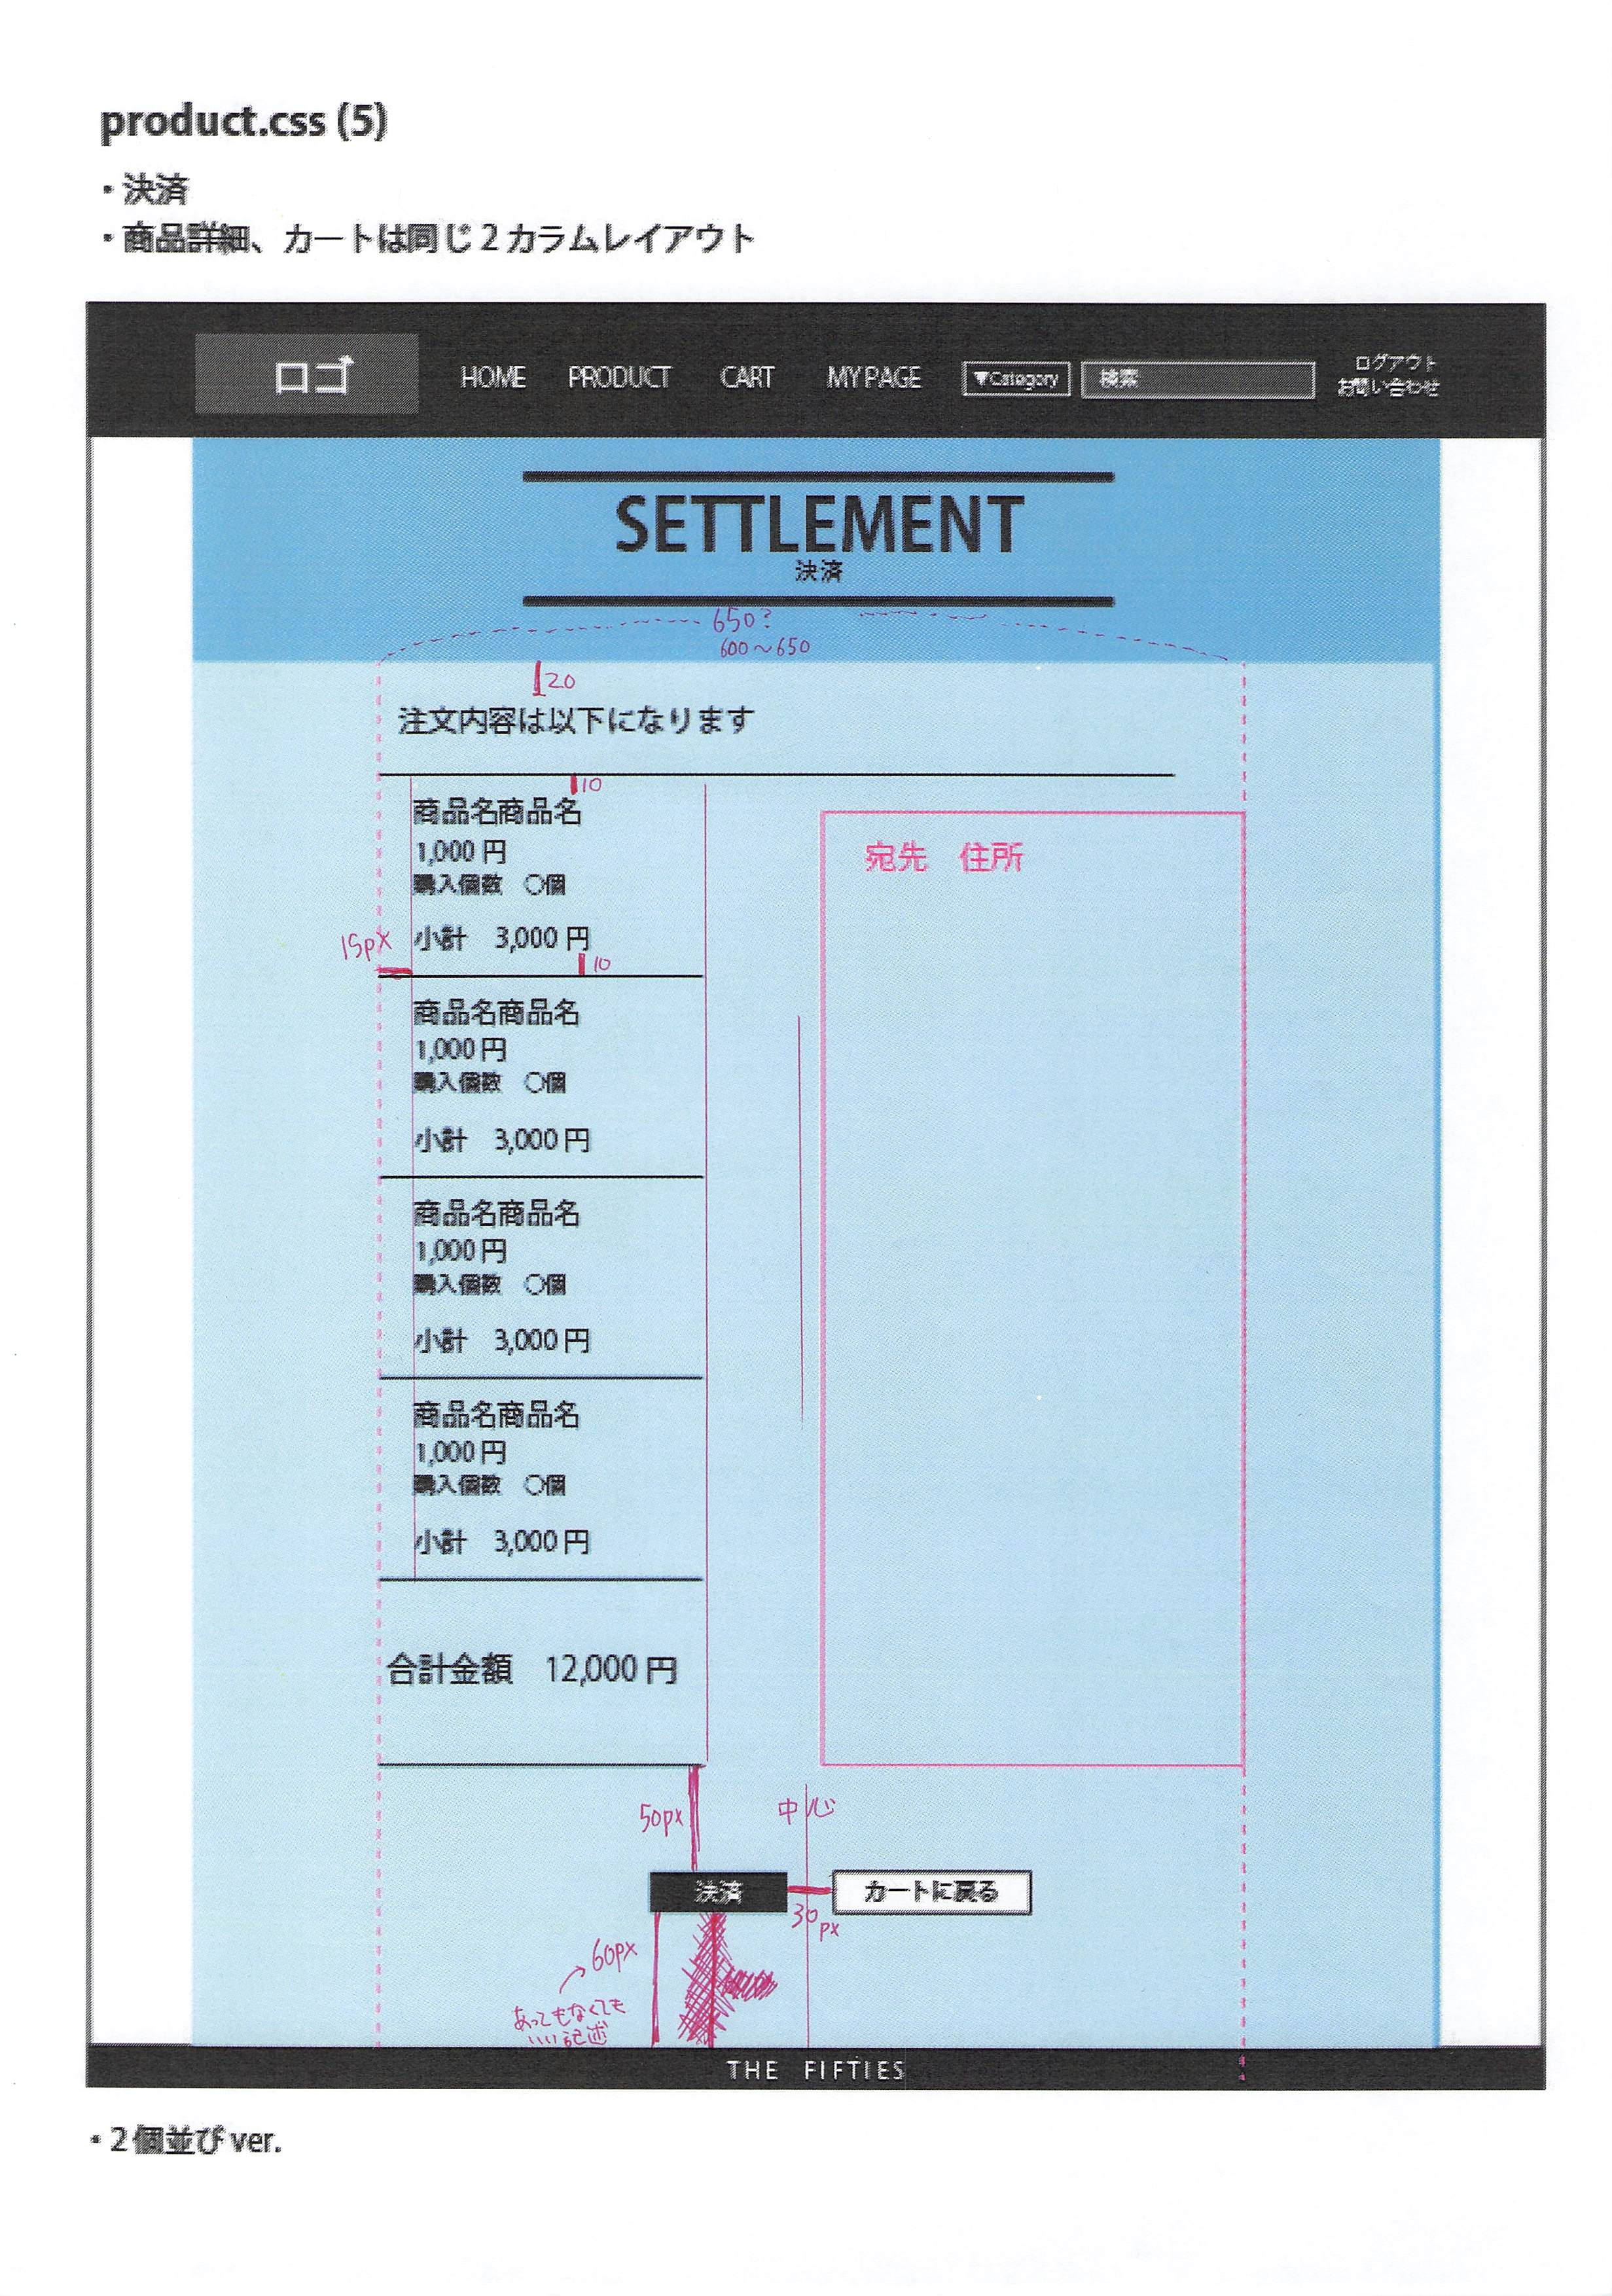 product.css (5)
・決済
・商品詳細、カートは同じ２カラムレイアウト
ロゴ HOME PRODUCT CART MY PAGE ▼Category 検索 ログアウト
お問い合わせ
SETTLEMENT
決済
650?
600〜650
20
注文内容は以下になります
10
商品名商品名
1,000 円
購入個数　○個
小計　3,000 円
15px
10
宛先　住所
商品名商品名
1,000 円
購入個数　○個
小計　3,000 円
商品名商品名
1,000 円
購入個数　○個
小計　3,000 円
商品名商品名
1,000 円
購入個数　○個
小計　3,000 円
合計金額　12,000 円
50px
中心
決済 カートに戻る
30px
60px
あってもなくても
いい記述
THE FIFTIES
・２個並び ver.